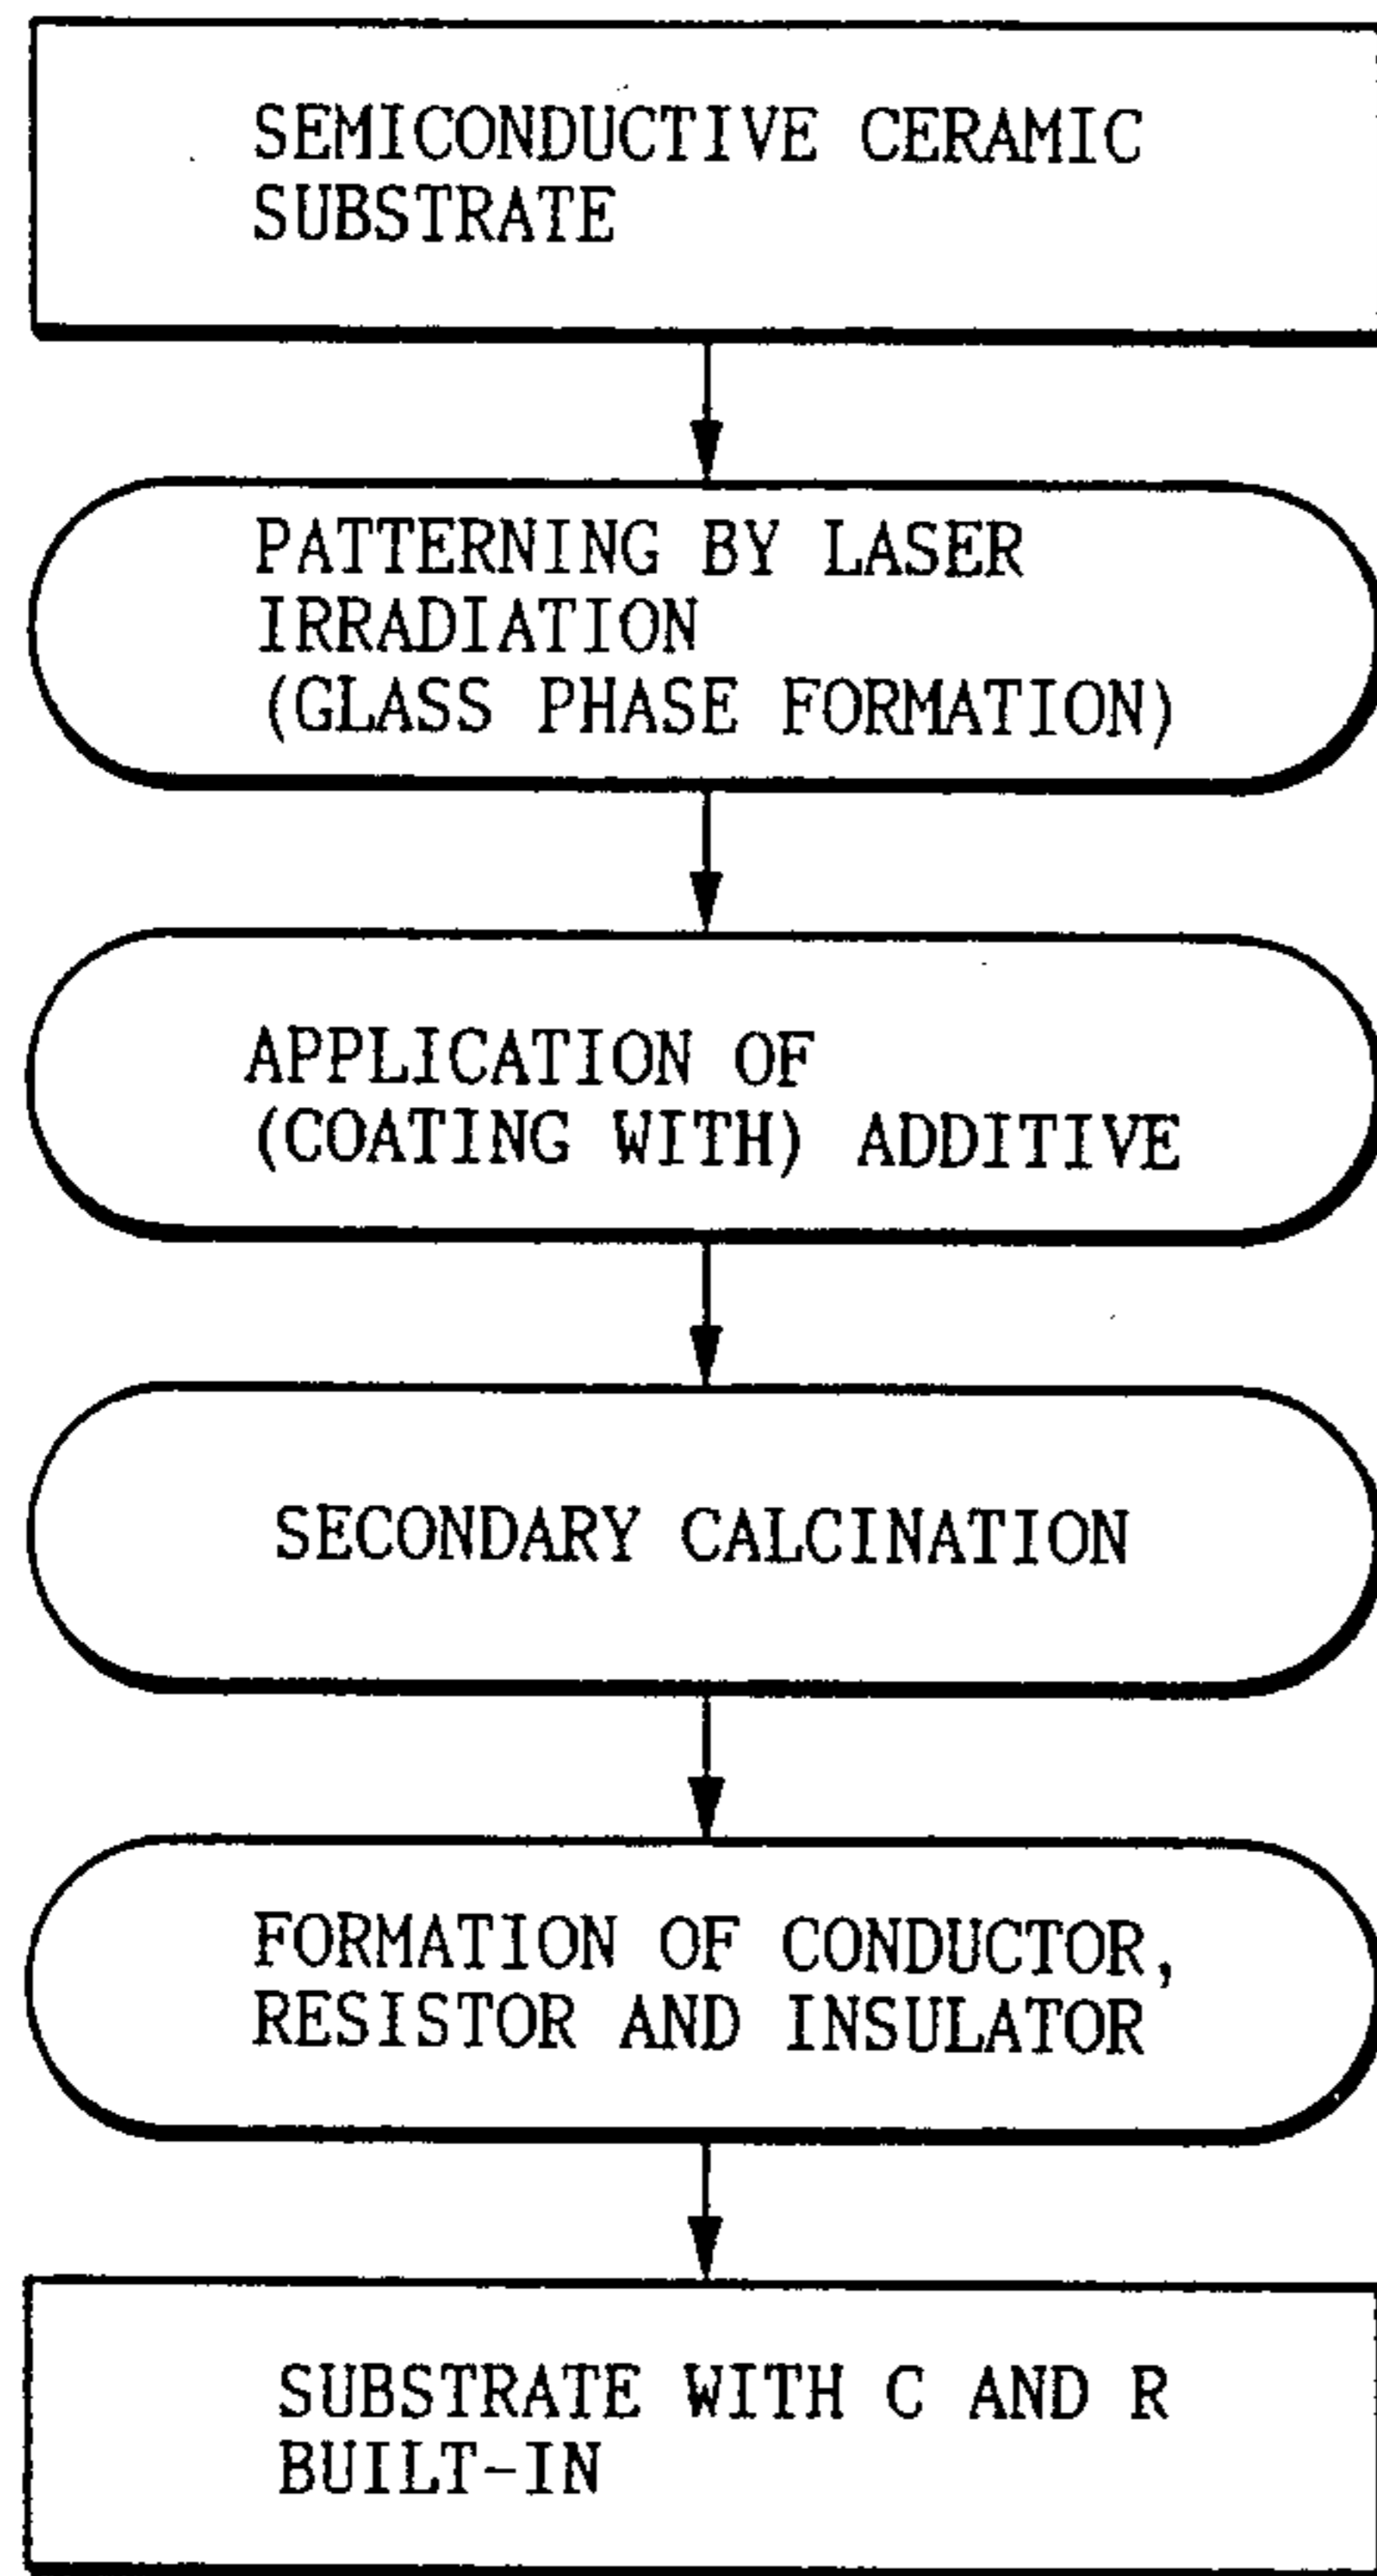 SEMICONDUCTIVE CERAMIC
SUBSTRATE
PATTERNING BY LASER
IRRADIATION
(GLASS PHASE FORMATION)
APPLICATION OF
(COATING WITH) ADDITIVE
SECONDARY CALCINATION
FORMATION OF CONDUCTOR,
RESISTOR AND INSULATOR
SUBSTRATE WITH C AND R
BUILT-IN